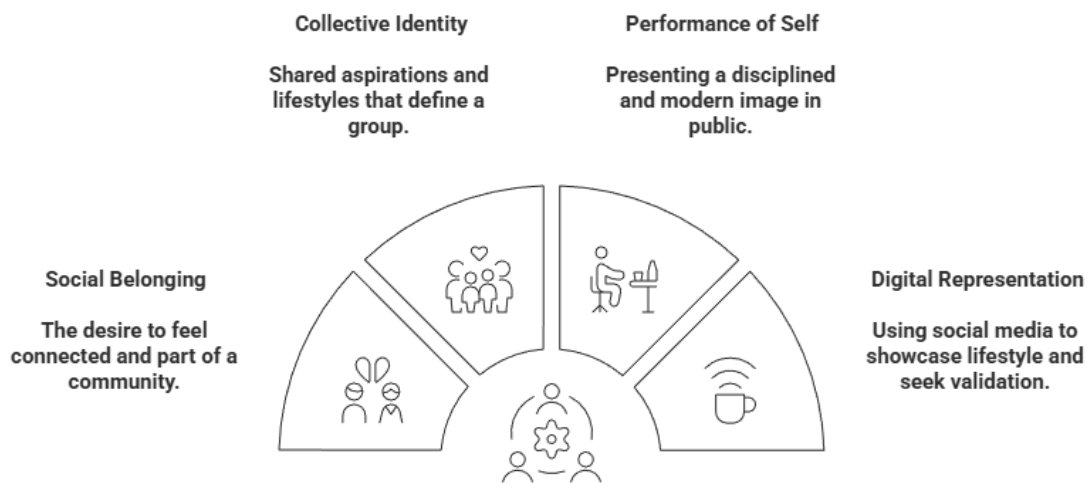 Collective Identity
Shared aspirations and
lifestyles that define a
group.
Performance of Self
Presenting a disciplined
and modern image in
public.
Social Belonging
The desire to feel
connected and part of a
community.
Digital Representation
Using social media to
showcase lifestyle and
seek validation.